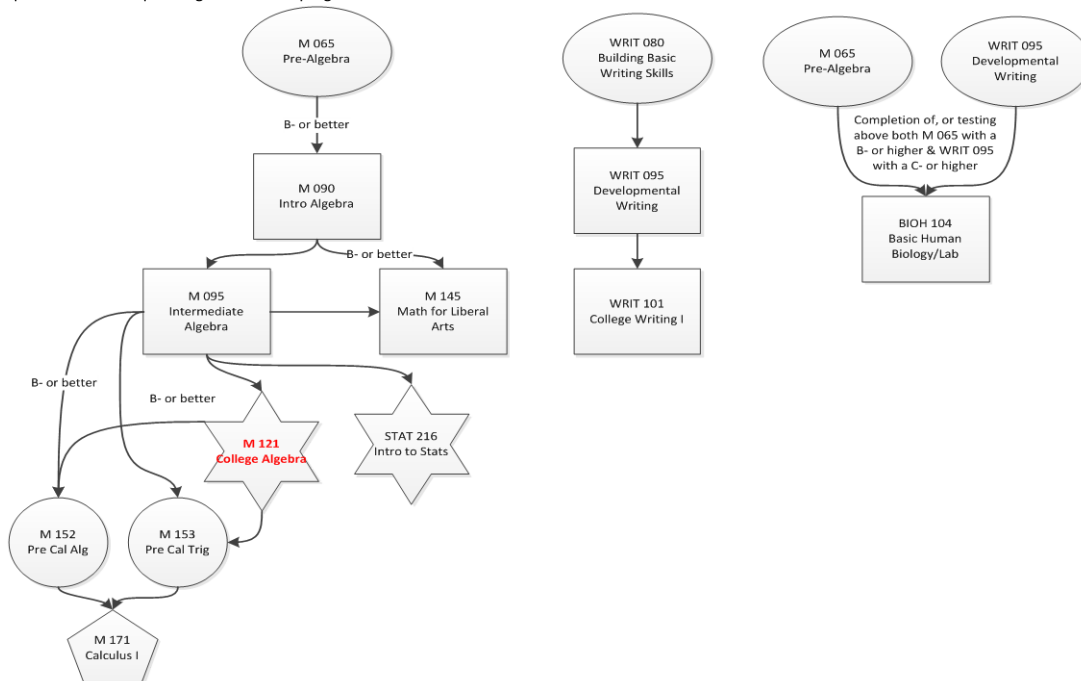 M 065
Pre-Algebra
WRIT 080
Building Basic
Writing Skills
M 065
Pre-Algebra
WRIT 095
Developmental
Writing
B- or better
Completion of, or testing
above both M 065 with a
B- or higher & WRIT 095
with a C- or higher
M 090
Intro Algebra
WRIT 095
Developmental
Writing
BIOH 104
Basic Human
Biology/Lab
B- or better
M 095
Intermediate
Algebra
M 145
Math for Liberal
Arts
WRIT 101
College Writing I
B- or better
B- or better
M 121
College Algebra
STAT 216
Intro to Stats
M 152
Pre Cal Alg
M 153
Pre Cal Trig
M 171
Calculus I